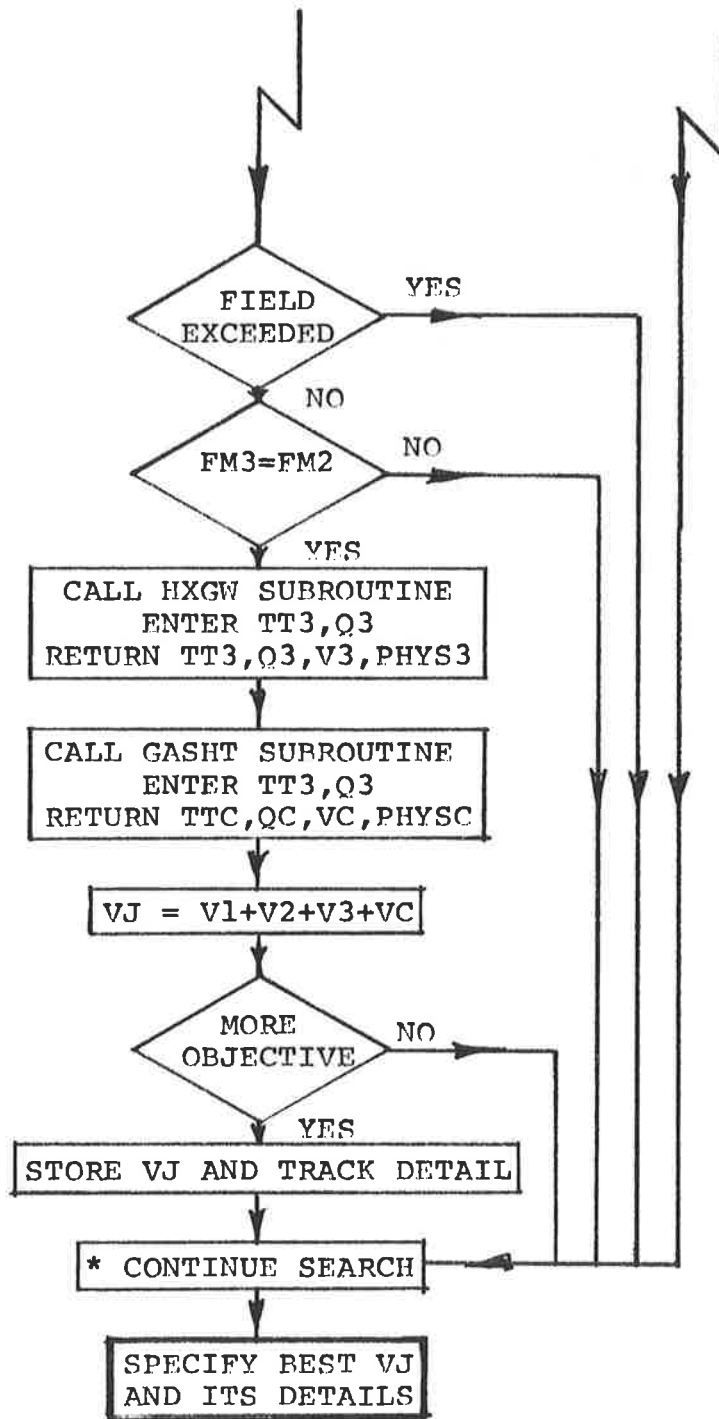 FIELD
EXCEEDED
YES
NO
FM3=FM2
NO
YES
CALL HXGW SUBROUTINE
ENTER TT3,Q3
RETURN TT3,Q3,V3,PHYS3
CALL GASHT SUBROUTINE
ENTER TT3,Q3
RETURN TTC,QC,VC,PHYSC
VJ = V1+V2+V3+VC
MORE
OBJECTIVE
NO
YES
STORE VJ AND TRACK DETAIL
* CONTINUE SEARCH
SPECIFY BEST VJ
AND ITS DETAILS